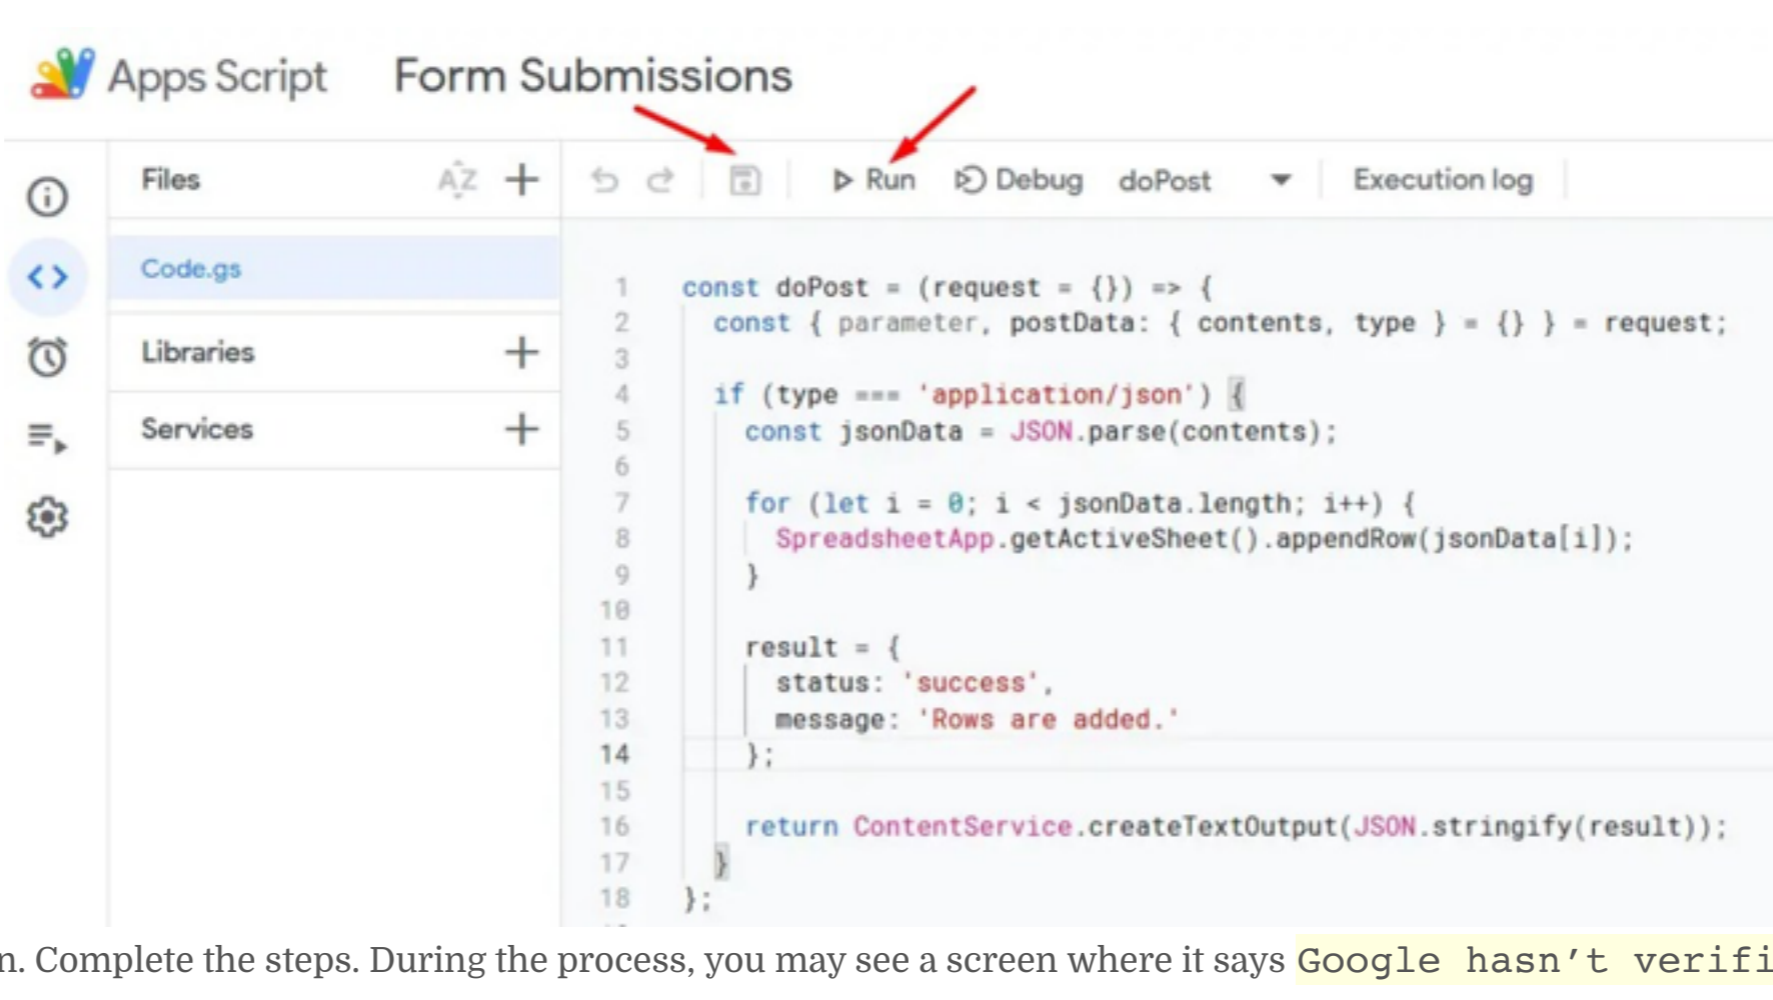 Apps Script Form Submissions
Files AZ Run Debug doPost Execution log
Code.gs
Libraries
Services
1 const doPost = (request = {}) => {
2 const { parameter, postData: { contents, type } = {} } = request;
3
4 if (type === 'application/json') {
5 const jsonData = JSON.parse(contents);
6
7 for (let i = 0; i < jsonData.length; i++) {
8 SpreadsheetApp.getActiveSheet().appendRow(jsonData[i]);
9 }
10
11 result = {
12 status: 'success',
13 message: 'Rows are added.'
14 };
15
16 return ContentService.createTextOutput(JSON.stringify(result));
17 }
18 };
n. Complete the steps. During the process, you may see a screen where it says Google hasn't verifi